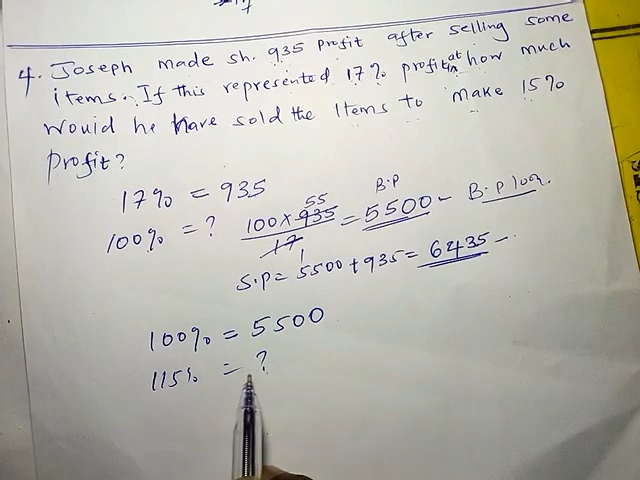 4. Joseph made sh. 935 profit after selling some
items. If this represented 17% profit, at how much
would he have sold the items to make 15%
profit?
17% = 935
100% = ? 100 x 935 55 / 17 1 = 5500 - B.P
S.P = 5500 + 935 = 6435 -
100% = 5500
115% = ?